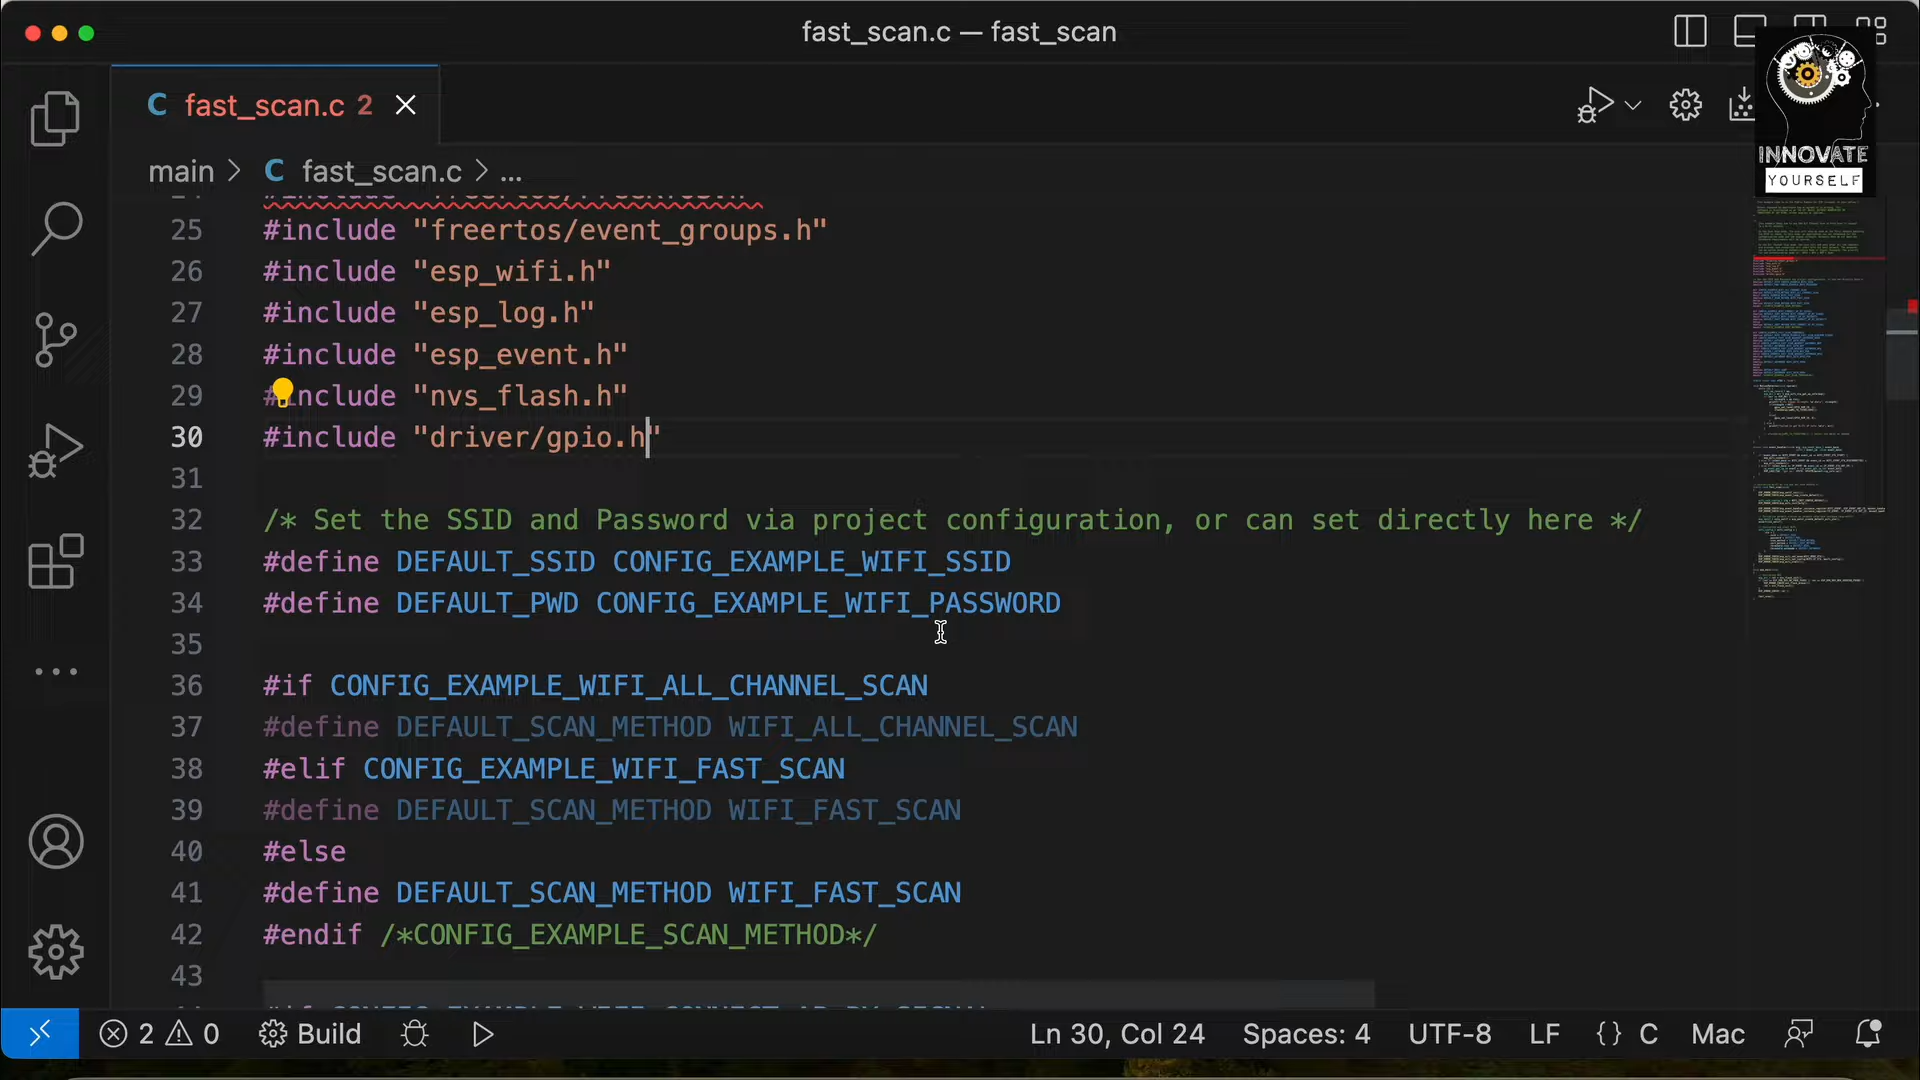 fast_scan.c — fast_scan
C fast_scan.c 2
INNOVATE
YOURSELF
main > C fast_scan.c > ...
25 #include "freertos/event_groups.h"
26 #include "esp_wifi.h"
27 #include "esp_log.h"
28 #include "esp_event.h"
29 #include "nvs_flash.h"
30 #include "driver/gpio.h"
31
32 /* Set the SSID and Password via project configuration, or can set directly here */
33 #define DEFAULT_SSID CONFIG_EXAMPLE_WIFI_SSID
34 #define DEFAULT_PWD CONFIG_EXAMPLE_WIFI_PASSWORD
35
36 #if CONFIG_EXAMPLE_WIFI_ALL_CHANNEL_SCAN
37 #define DEFAULT_SCAN_METHOD WIFI_ALL_CHANNEL_SCAN
38 #elif CONFIG_EXAMPLE_WIFI_FAST_SCAN
39 #define DEFAULT_SCAN_METHOD WIFI_FAST_SCAN
40 #else
41 #define DEFAULT_SCAN_METHOD WIFI_FAST_SCAN
42 #endif /*CONFIG_EXAMPLE_SCAN_METHOD*/
43
2 0 Build Ln 30, Col 24 Spaces: 4 UTF-8 LF {} C Mac